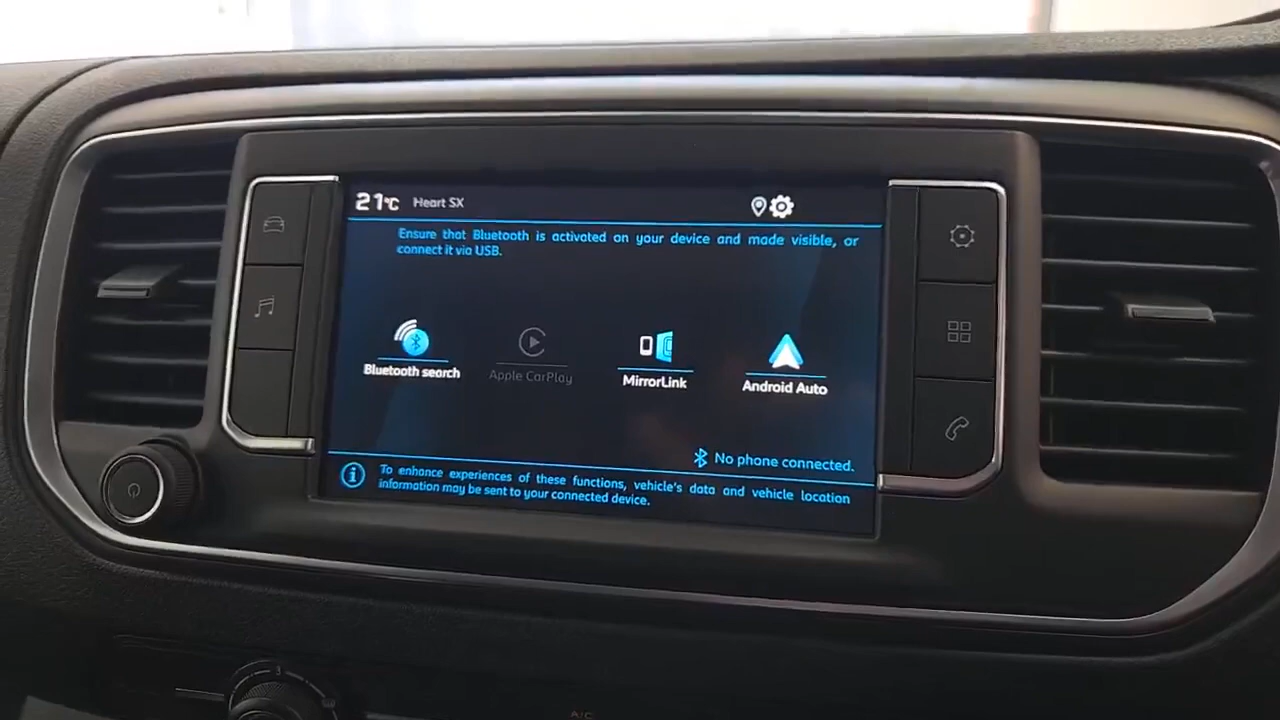 21°C Heart SX
Ensure that Bluetooth is activated on your device and made visible, or
connect it via USB.
Bluetooth search
Apple CarPlay
MirrorLink
Android Auto
No phone connected.
To enhance experiences of these functions, vehicle's data and vehicle location
information may be sent to your connected device.
A/C